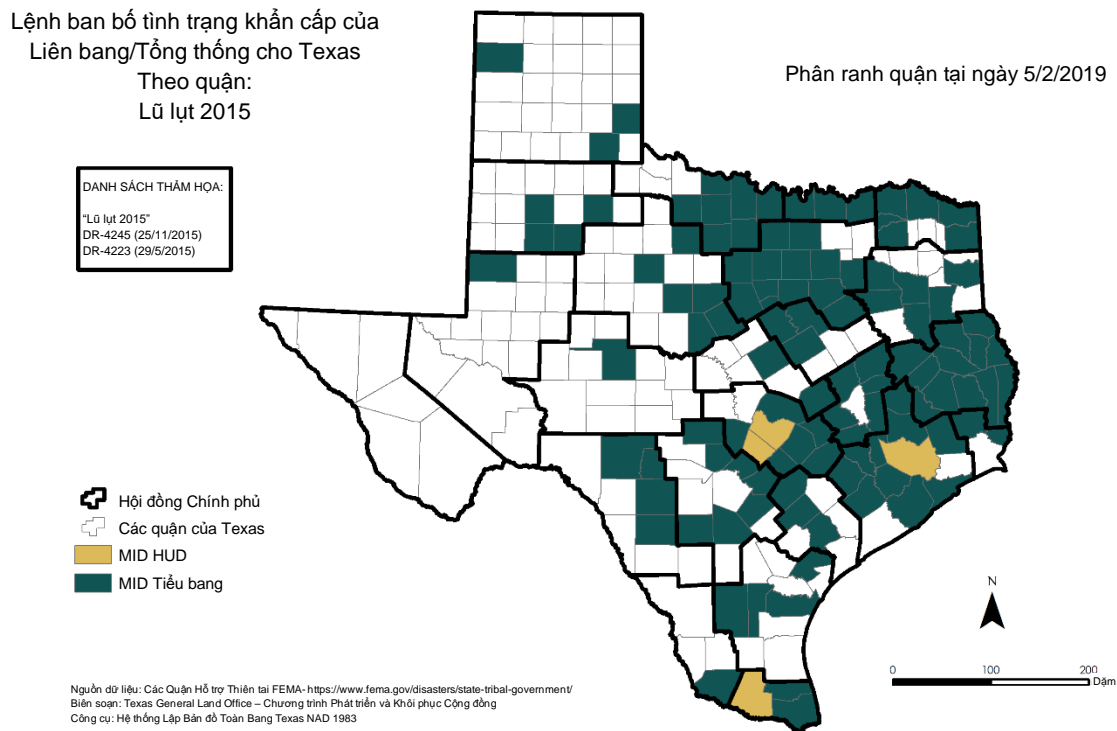 Lệnh ban bố tình trạng khẩn cấp của
Liên bang/Tổng thống cho Texas
Theo quận:
Lũ lụt 2015
Phân ranh quận tại ngày 5/2/2019
DANH SÁCH THẢM HỌA:
“Lũ lụt 2015”
DR-4245 (25/11/2015)
DR-4223 (29/5/2015)
Hội đồng Chính phủ
Các quận của Texas
MID HUD
MID Tiểu bang
N
0 100 200
Dặm
Nguồn dữ liệu: Các Quận Hỗ trợ Thiên tai FEMA- https://www.fema.gov/disasters/state-tribal-government/
Biên soạn: Texas General Land Office – Chương trình Phát triển và Khôi phục Cộng đồng
Công cụ: Hệ thống Lập Bản đồ Toàn Bang Texas NAD 1983